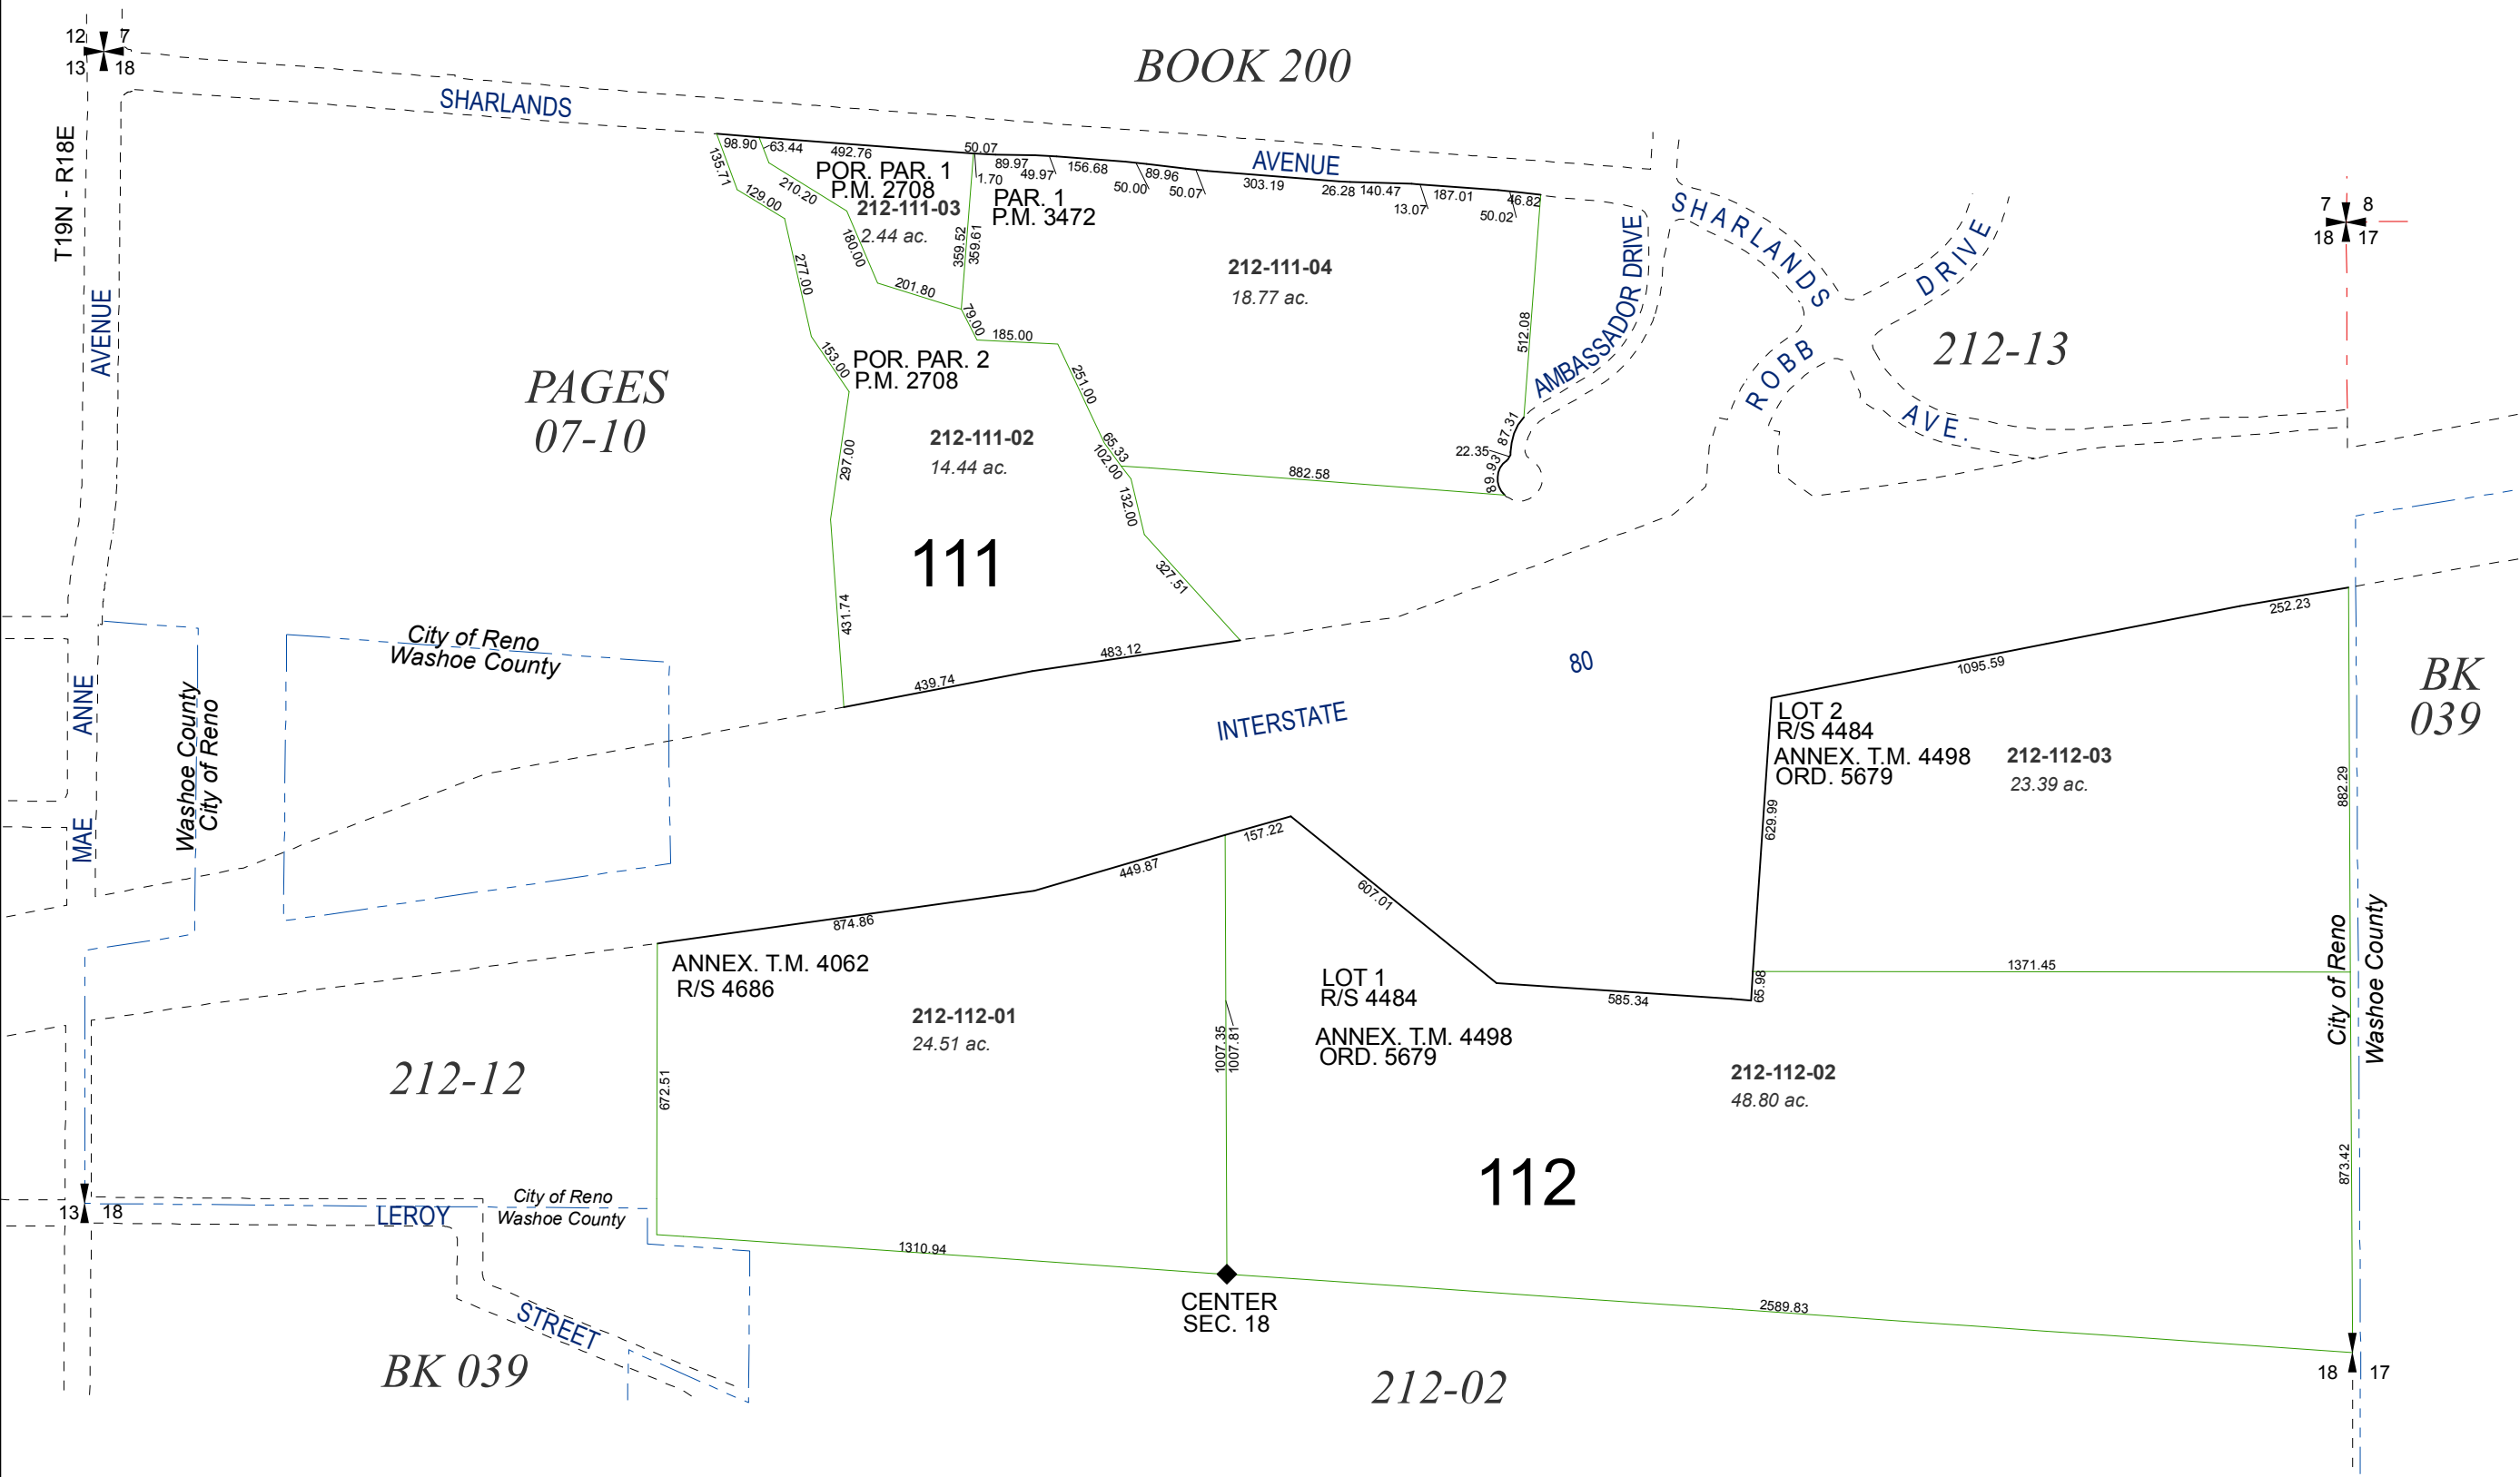 12 7
13 18
BOOK 200
SHARLANDS
AVENUE
T19N - R18E
AVENUE
98.90
63.44
492.76
50.07
89.97
1.70
49.97
156.68
50.00
89.96
50.07
303.19
26.28
140.47
13.07
187.01
50.02
46.82
135.71
129.00
210.20
180.00
201.80
POR. PAR. 1
P.M. 2708
212-111-03
2.44 ac.
359.52
359.61
PAR. 1
P.M. 3472
212-111-04
18.77 ac.
512.08
AMBASSADOR DRIVE
SHARLANDS
DRIVE
ROBB
AVE.
212-13
7 8
18 17
277.00
153.00
79.00
185.00
251.00
POR. PAR. 2
P.M. 2708
PAGES
07-10
212-111-02
14.44 ac.
297.00
65.33
102.00
132.00
882.58
87.31
22.35
89.93
111
327.51
431.74
439.74
483.12
City of Reno
Washoe County
Washoe County
City of Reno
MAE ANNE
INTERSTATE
80
252.23
1095.59
BK
039
LOT 2
R/S 4484
ANNEX. T.M. 4498
ORD. 5679
212-112-03
23.39 ac.
882.29
629.99
157.22
449.87
607.01
874.86
ANNEX. T.M. 4062
R/S 4686
212-112-01
24.51 ac.
LOT 1
R/S 4484
ANNEX. T.M. 4498
ORD. 5679
585.34
65.98
1371.45
City of Reno
Washoe County
1007.35
1007.81
212-12
672.51
212-112-02
48.80 ac.
873.42
112
City of Reno
Washoe County
13 18
LEROY
STREET
1310.94
CENTER
SEC. 18
2589.83
BK 039
212-02
18 17